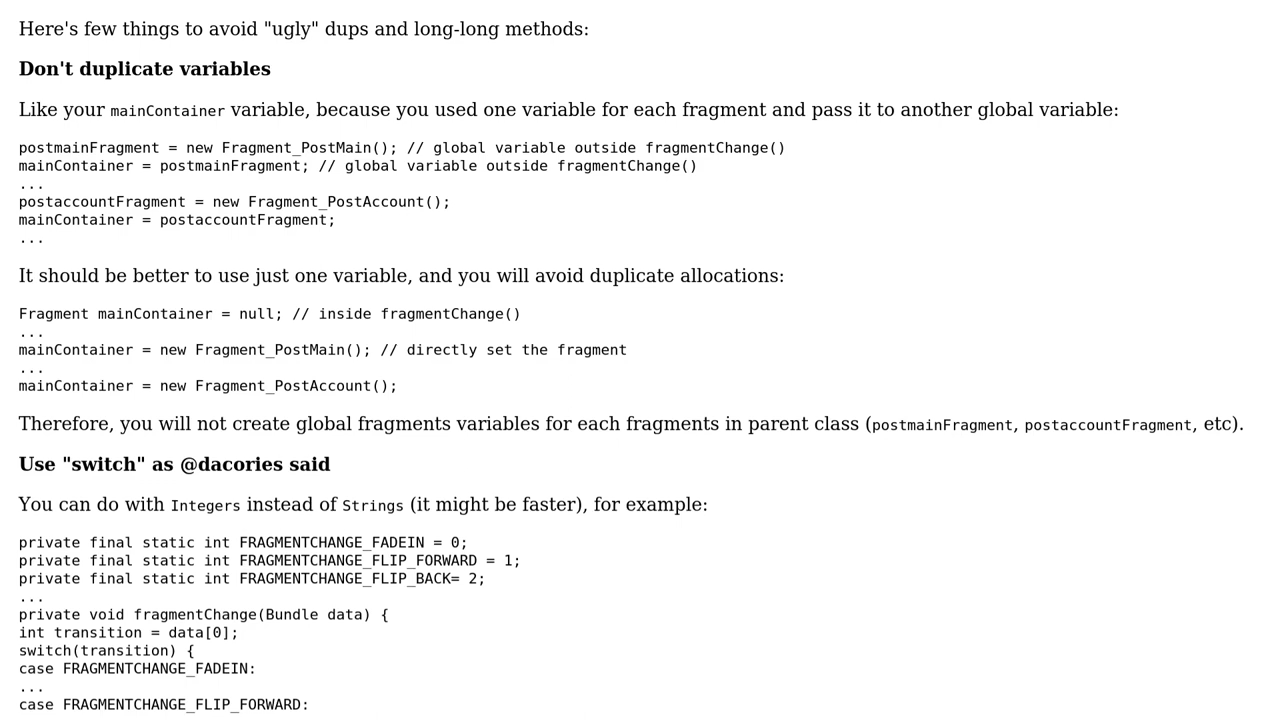 Here's few things to avoid "ugly" dups and long-long methods:
Don't duplicate variables
Like your mainContainer variable, because you used one variable for each fragment and pass it to another global variable:
postmainFragment = new Fragment_PostMain(); // global variable outside fragmentChange()
mainContainer = postmainFragment; // global variable outside fragmentChange()
...
postaccountFragment = new Fragment_PostAccount();
mainContainer = postaccountFragment;
...
It should be better to use just one variable, and you will avoid duplicate allocations:
Fragment mainContainer = null; // inside fragmentChange()
...
mainContainer = new Fragment_PostMain(); // directly set the fragment
...
mainContainer = new Fragment_PostAccount();
Therefore, you will not create global fragments variables for each fragments in parent class (postmainFragment, postaccountFragment, etc).
Use "switch" as @dacories said
You can do with Integers instead of Strings (it might be faster), for example:
private final static int FRAGMENTCHANGE_FADEIN = 0;
private final static int FRAGMENTCHANGE_FLIP_FORWARD = 1;
private final static int FRAGMENTCHANGE_FLIP_BACK= 2;
...
private void fragmentChange(Bundle data) {
int transition = data[0];
switch(transition) {
case FRAGMENTCHANGE_FADEIN:
...
case FRAGMENTCHANGE_FLIP_FORWARD: